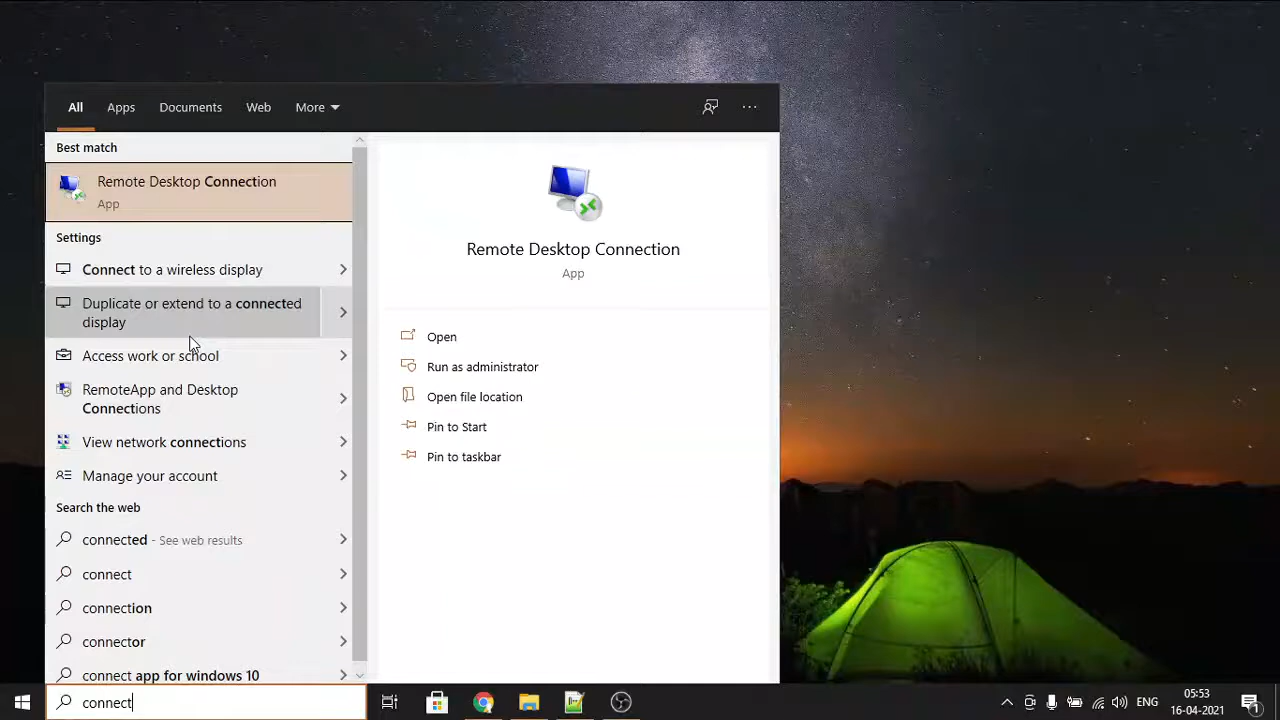 All Apps Documents Web More
Best match
Remote Desktop Connection
App
Settings
Connect to a wireless display
Duplicate or extend to a connected
display
Access work or school
RemoteApp and Desktop
Connections
View network connections
Manage your account
Search the web
connected - See web results
connect
connection
connector
connect app for windows 10
Remote Desktop Connection
App
Open
Run as administrator
Open file location
Pin to Start
Pin to taskbar
connect
ENG
05:53
16-04-2021
1